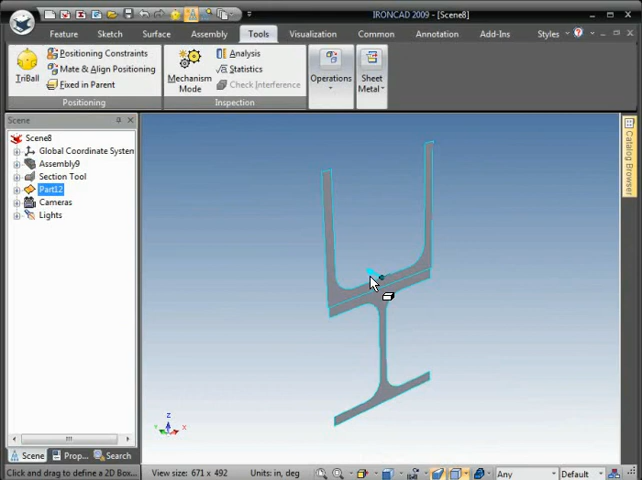 IRONCAD 2009 - [Scene8]
Feature Sketch Surface Assembly Tools Visualization Common Annotation Add-Ins Styles
TriBall
Positioning Constraints
Mate & Align Positioning
Fixed in Parent
Positioning
Mechanism Mode
Analysis
Statistics
Check Interference
Inspection
Operations
Sheet Metal
Scene
Scene8
Global Coordinate System
Assembly9
Section Tool
Part12
Cameras
Lights
Catalog Browser
Z
Y
X
Scene Prop... Search
Click and drag to define a 2D Box... View size: 671 x 492 Units: in, deg Any Default